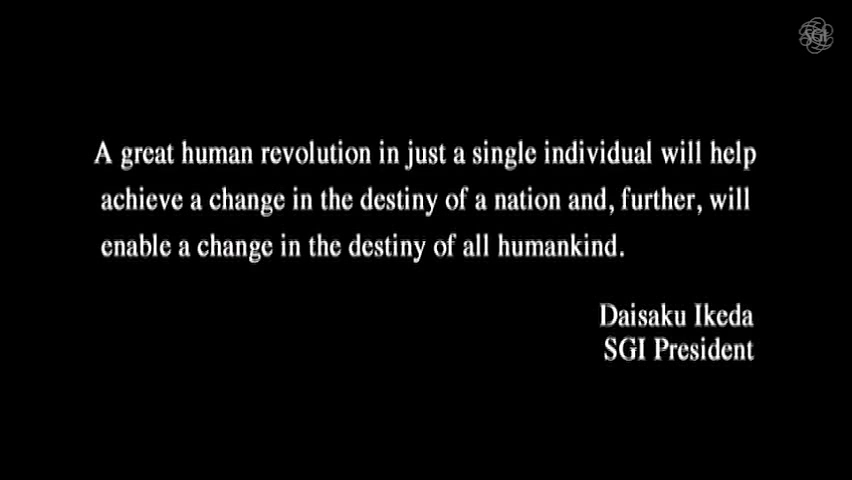 SGI
A great human revolution in just a single individual will help
achieve a change in the destiny of a nation and, further, will
enable a change in the destiny of all humankind.
Daisaku Ikeda
SGI President